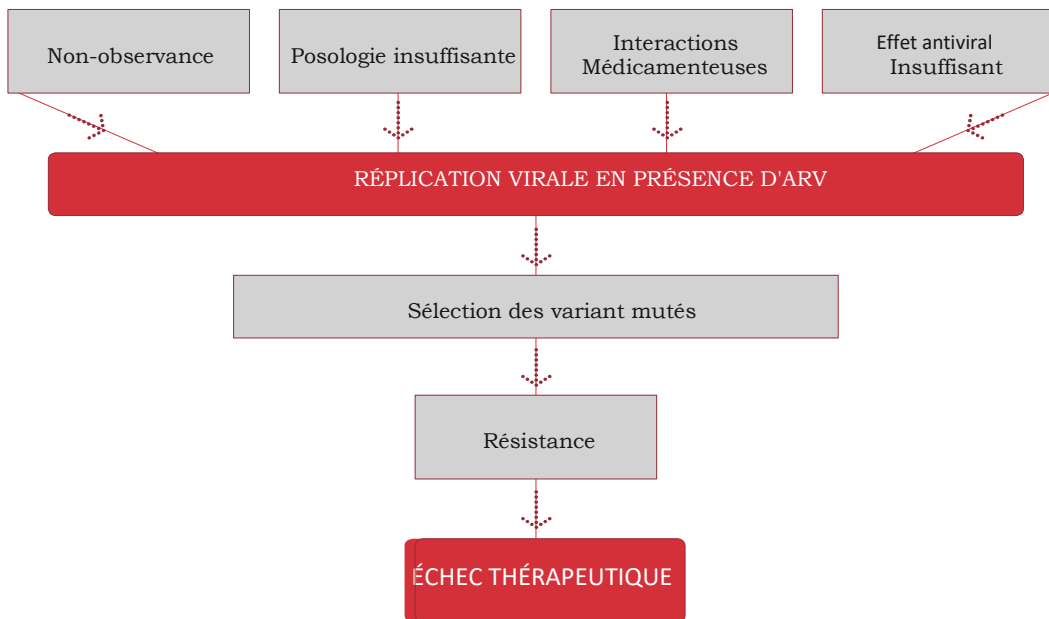 Non-observance
Posologie insuffisante
Interactions
Médicamenteuses
Effet antiviral
Insuffisant
RÉPLICATION VIRALE EN PRÉSENCE D'ARV
Sélection des variant mutés
Résistance
ÉCHEC THÉRAPEUTIQUE